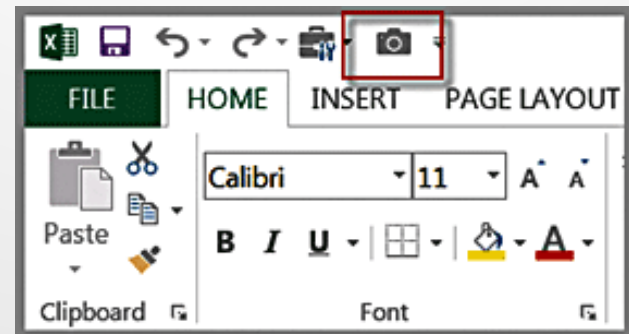 FILE HOME INSERT PAGE LAYOUT
Calibri 11 A A
Paste B I U A
Clipboard Font